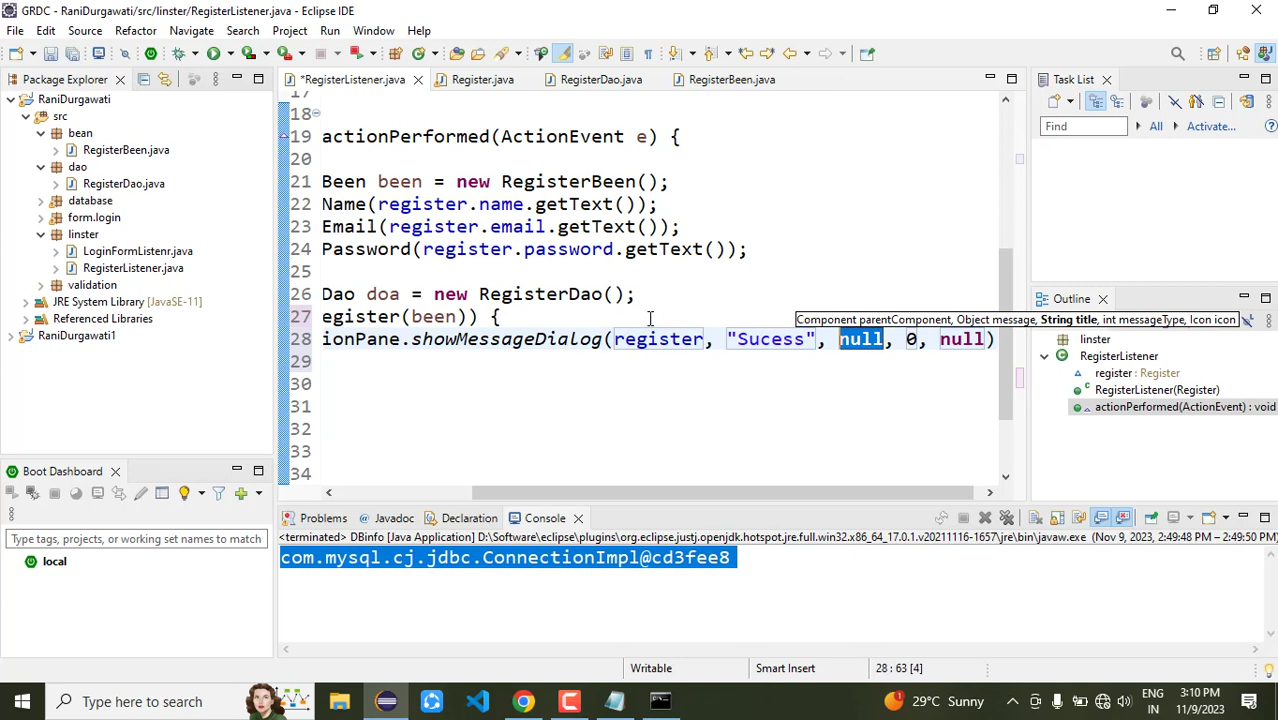 GRDC - RaniDurgawati/src/linster/RegisterListener.java - Eclipse IDE
File Edit Source Refactor Navigate Search Project Run Window Help
Package Explorer
RaniDurgawati
src
bean
RegisterBeen.java
dao
RegisterDao.java
database
form.login
linster
LoginFormListenr.java
RegisterListener.java
validation
JRE System Library [JavaSE-11]
Referenced Libraries
RaniDurgawati1
Boot Dashboard
Type tags, projects, or working set names to match
local
*RegisterListener.java Register.java RegisterDao.java RegisterBeen.java
17
18
19 actionPerformed(ActionEvent e) {
20
21 Been been = new RegisterBeen();
22 Name(register.name.getText());
23 Email(register.email.getText());
24 Password(register.password.getText());
25
26 Dao doa = new RegisterDao();
27 egister(been)) {
Component parentComponent, Object message, String title, int messageType, Icon icon
28 ionPane.showMessageDialog(register, "Sucess", null, 0, null)
29
30
31
32
33
34
Task List
Find All Activate...
Outline
linster
RegisterListener
register : Register
RegisterListener(Register)
actionPerformed(ActionEvent) : void
Problems Javadoc Declaration Console
<terminated> DBinfo [Java Application] D:\Software\eclipse\plugins\org.eclipse.justj.openjdk.hotspot.jre.full.win32.x86_64_17.0.1.v20211116-1657\jre\bin\javaw.exe (Nov 9, 2023, 2:49:48 PM – 2:49:50 PM)
com.mysql.cj.jdbc.ConnectionImpl@cd3fee8
Writable Smart Insert 28 : 63 [4]
Type here to search
29°C Sunny
ENG
IN
3:10 PM
11/9/2023